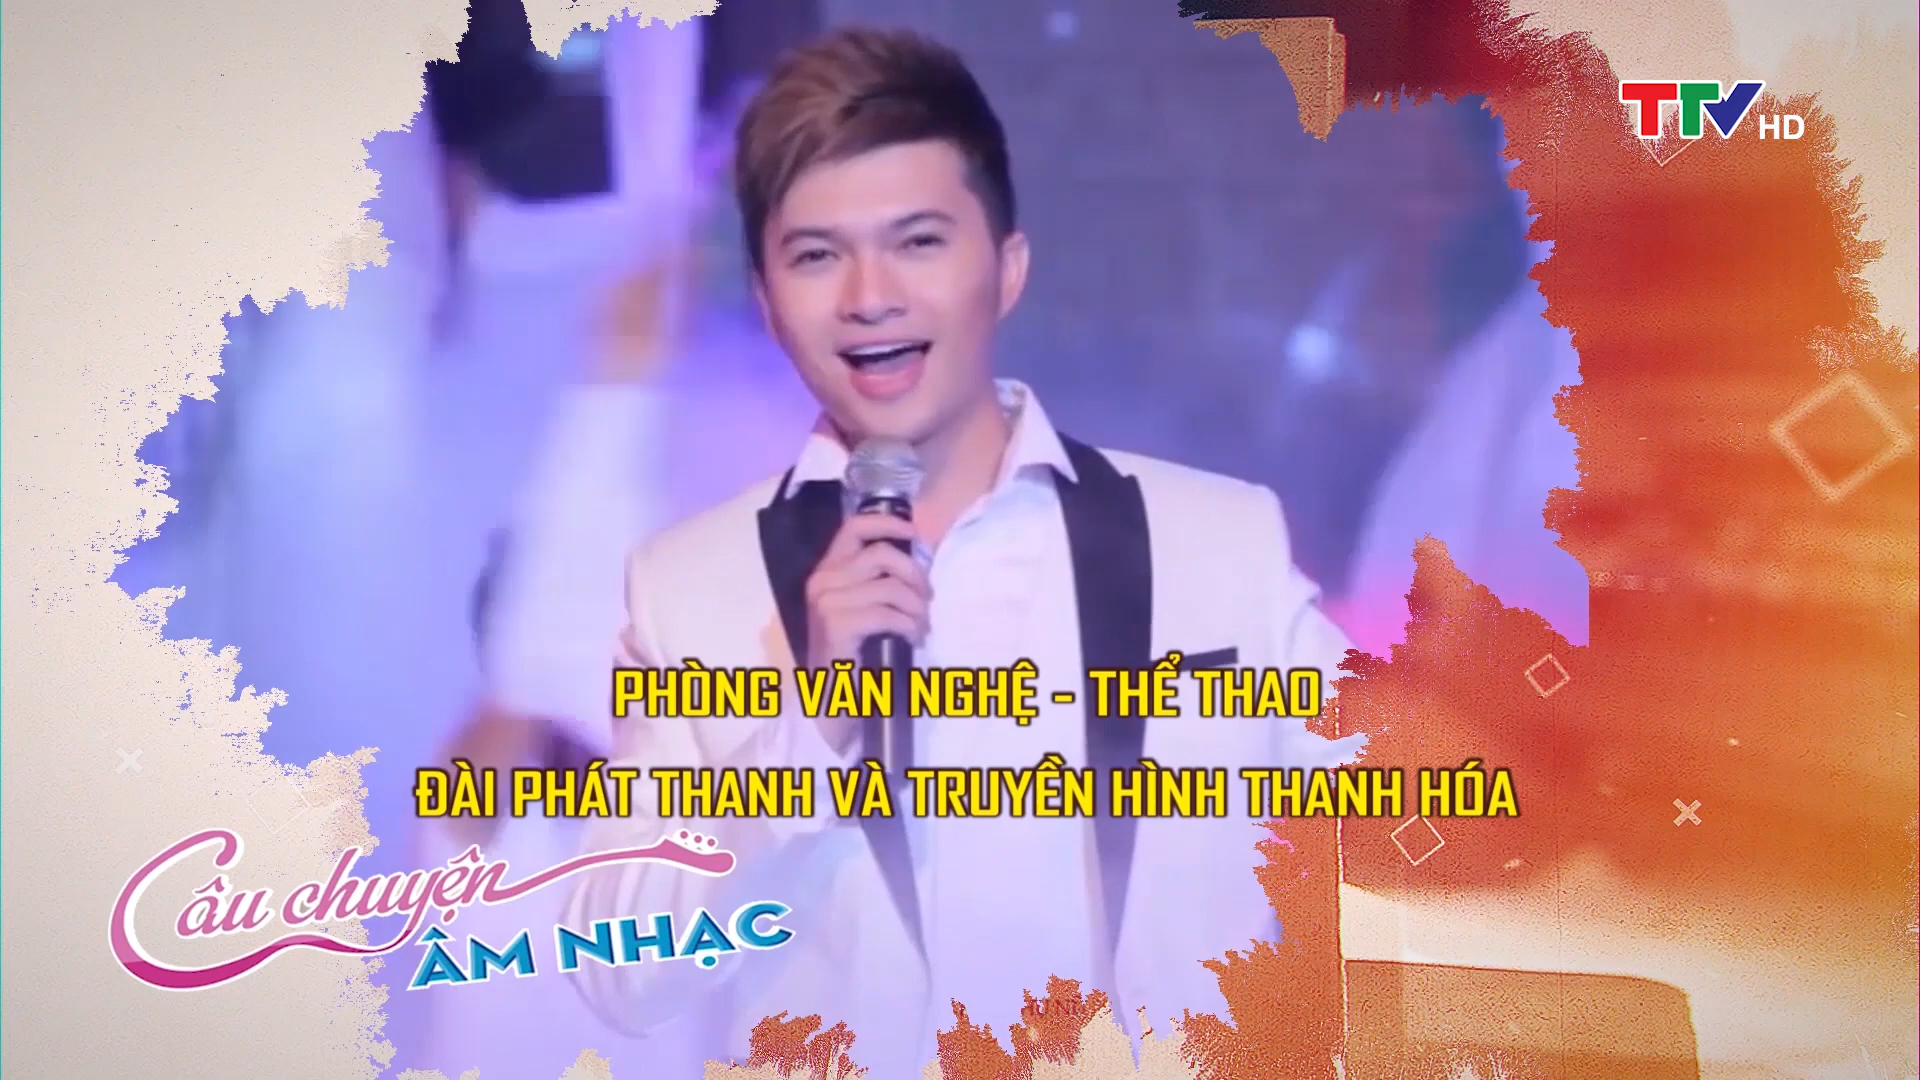 TTV HD
PHÒNG VĂN NGHỆ - THỂ THAO
ĐÀI PHÁT THANH VÀ TRUYỀN HÌNH THANH HÓA
Câu chuyện
ÂM NHẠC